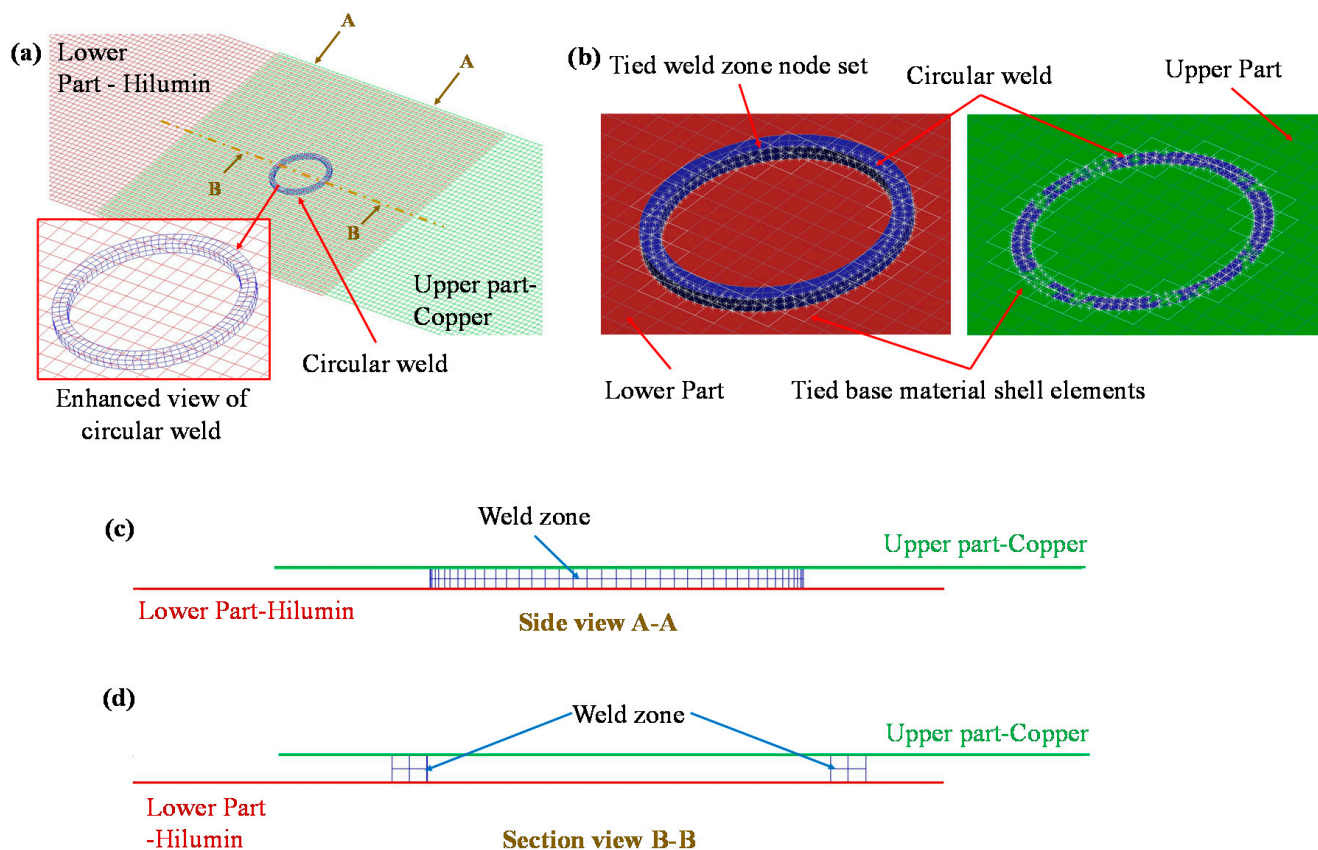 (a)
Lower
Part - Hilumin
A
A
B
B
Upper part-
Copper
Circular weld
Enhanced view of
circular weld
(b)
Tied weld zone node set
Circular weld
Upper Part
Lower Part
Tied base material shell elements
(c)
Weld zone
Upper part-Copper
Lower Part-Hilumin
Side view A-A
(d)
Weld zone
Upper part-Copper
Lower Part
-Hilumin
Section view B-B